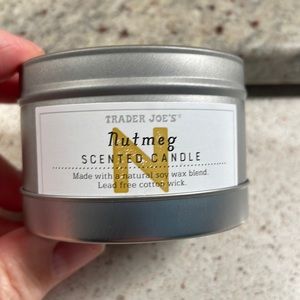 TRADER JOE'S®
Nutmeg
N
SCENTED CANDLE
Made with a natural soy wax blend.
Lead free cotton wick.